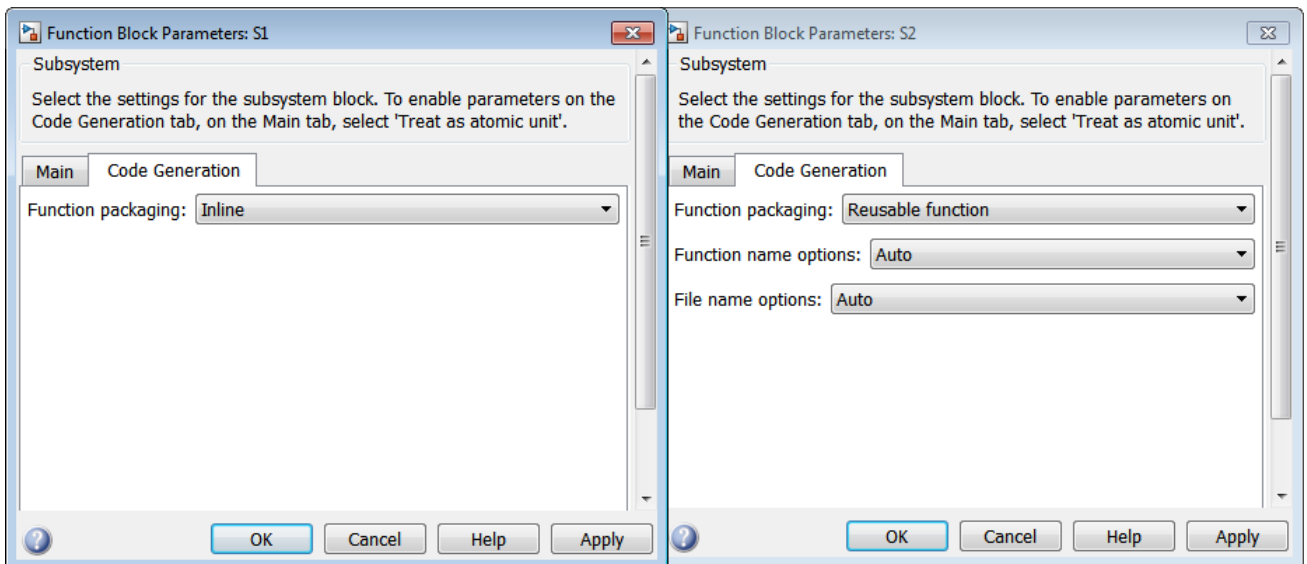 Function Block Parameters: S1
Subsystem
Select the settings for the subsystem block. To enable parameters on the
Code Generation tab, on the Main tab, select 'Treat as atomic unit'.
Main Code Generation
Function packaging: Inline
OK Cancel Help Apply
Function Block Parameters: S2
Subsystem
Select the settings for the subsystem block. To enable parameters on
the Code Generation tab, on the Main tab, select 'Treat as atomic unit'.
Main Code Generation
Function packaging: Reusable function
Function name options: Auto
File name options: Auto
OK Cancel Help Apply